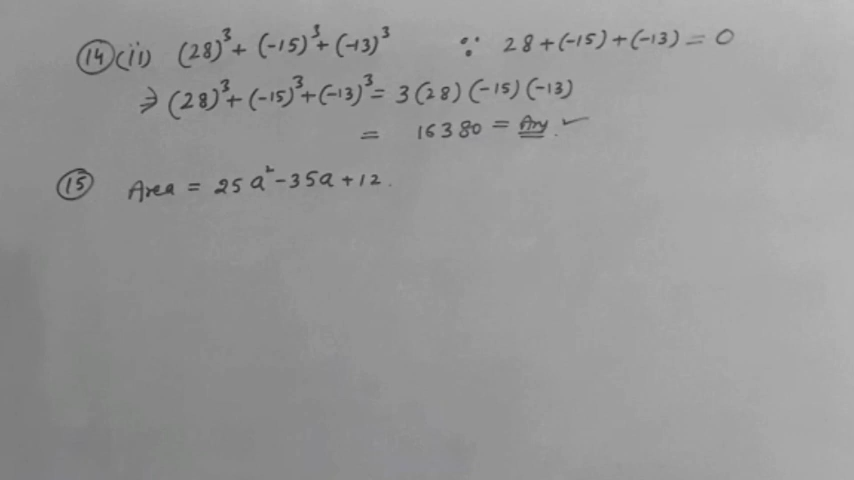 (14)(ii) (28)³+ (-15)³+ (-13)³ ∵ 28+(-15)+(-13)=0
⇒ (28)³+ (-15)³+(-13)³= 3(28)(-15)(-13)
= 16380 = Ans. ✓
(15) Area = 25a²-35a+12.